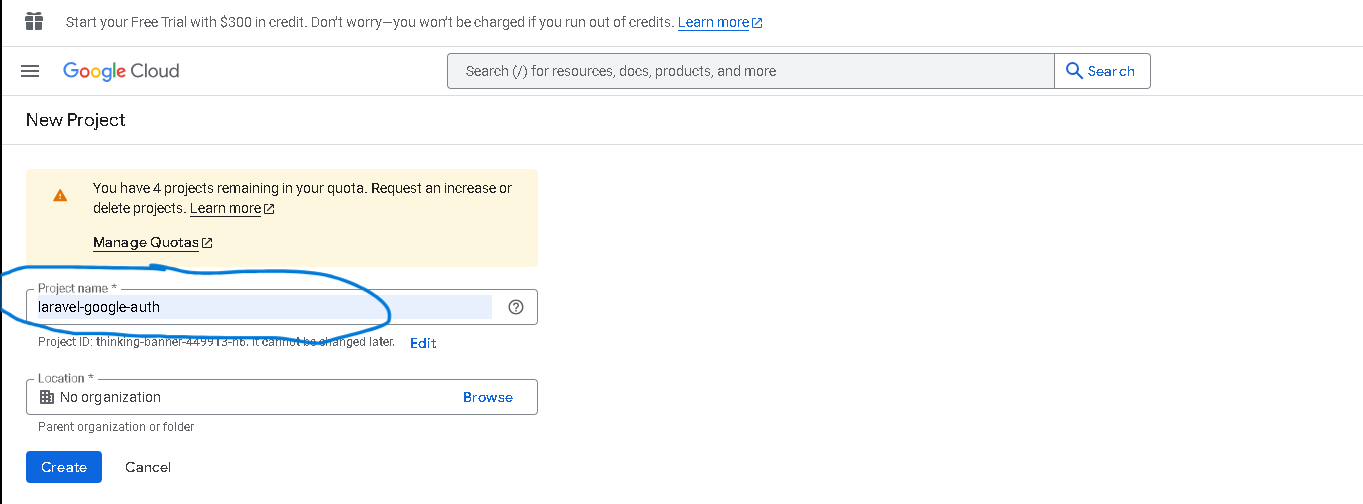 Start your Free Trial with $300 in credit. Don't worry—you won't be charged if you run out of credits. Learn more
Google Cloud
Search (/) for resources, docs, products, and more
Search
New Project
You have 4 projects remaining in your quota. Request an increase or
delete projects. Learn more
Manage Quotas
Project name *
laravel-google-auth
Project ID: thinking-banner-449913-h6. It cannot be changed later. Edit
Location *
No organization
Browse
Parent organization or folder
Create
Cancel